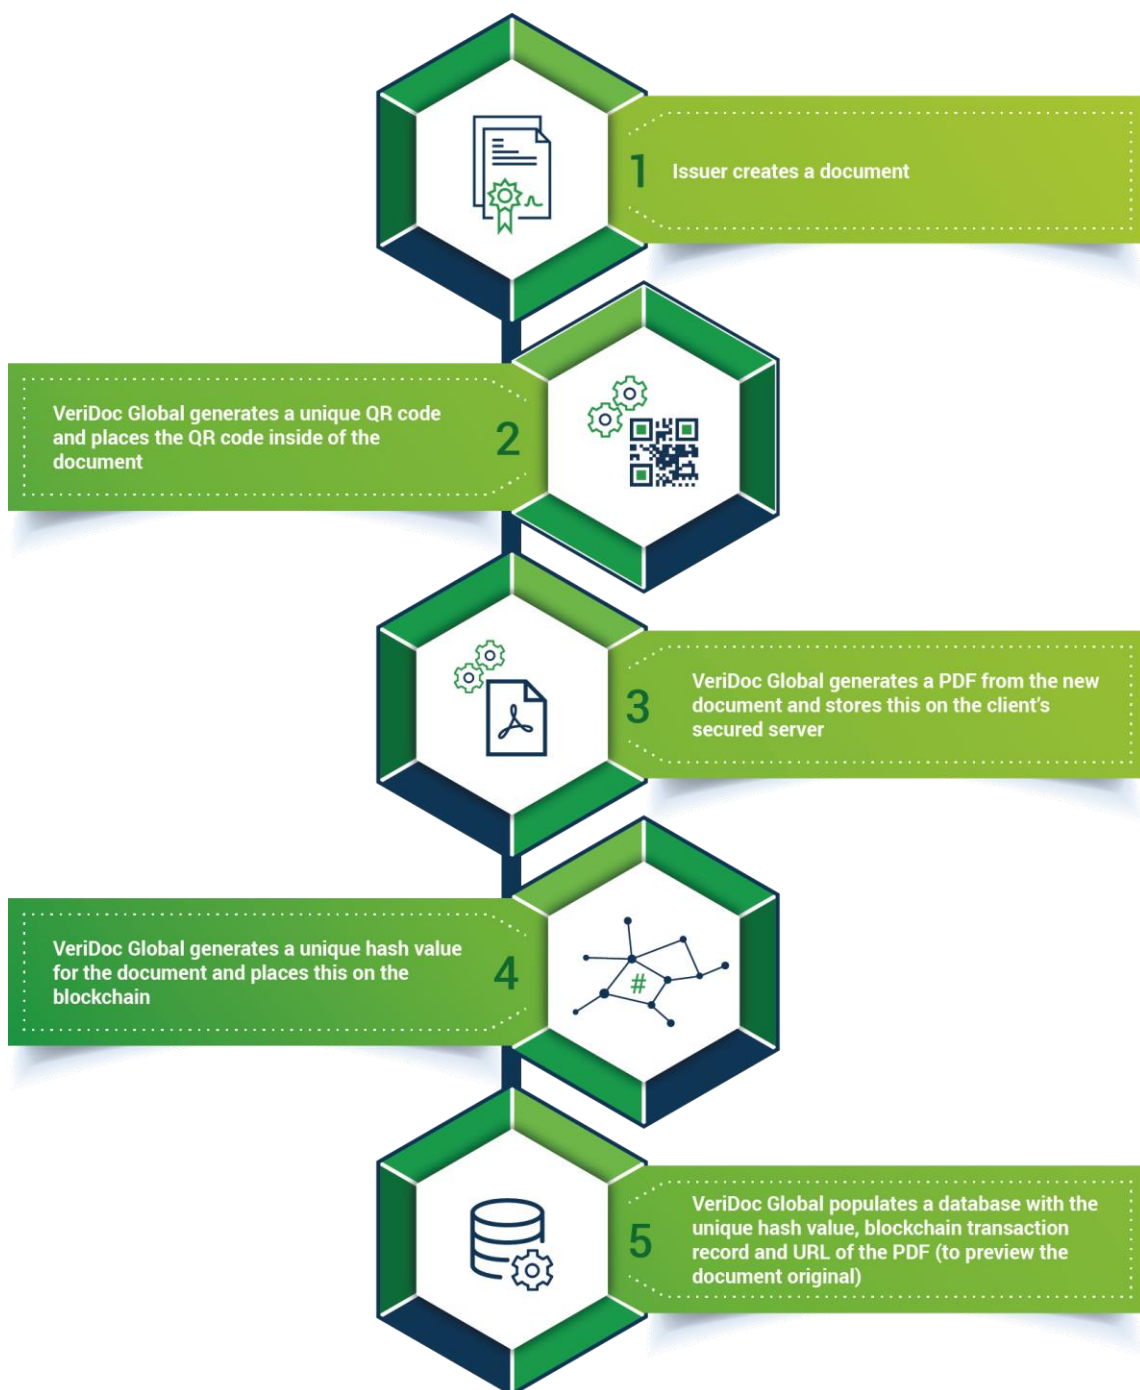 1
Issuer creates a document
VeriDoc Global generates a unique QR code
and places the QR code inside of the
document
2
3
VeriDoc Global generates a PDF from the new
document and stores this on the client’s
secured server
VeriDoc Global generates a unique hash value
for the document and places this on the
blockchain
4
#
5
VeriDoc Global populates a database with the
unique hash value, blockchain transaction
record and URL of the PDF (to preview the
document original)